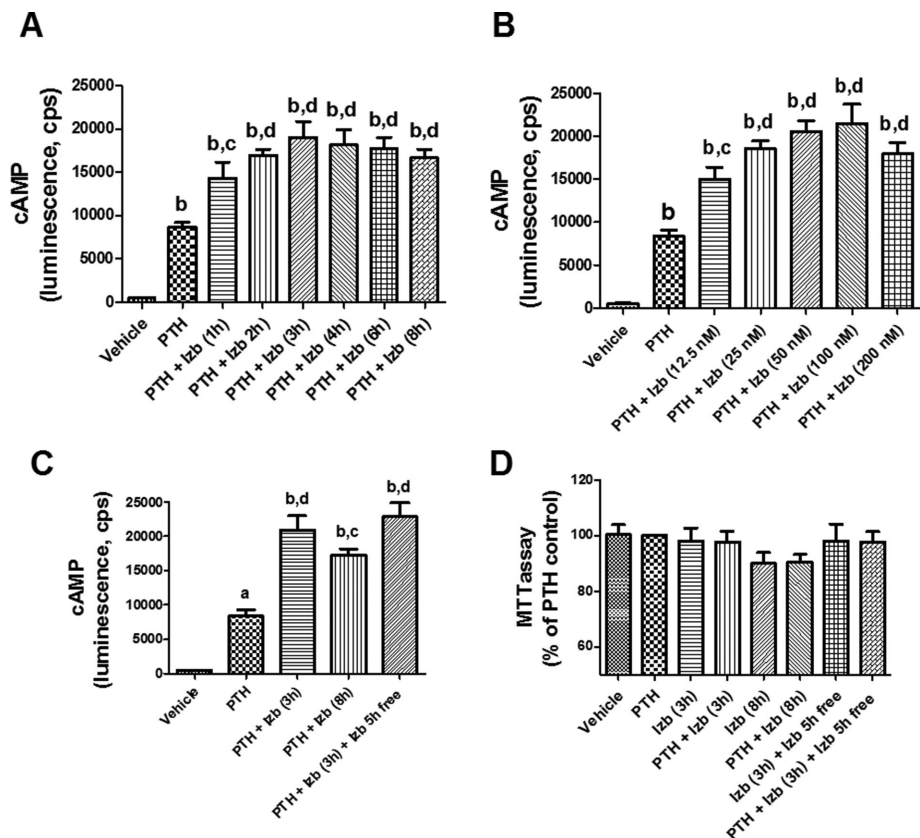 A
cAMP
(luminescence, cps)
25000
20000
15000
10000
5000
0
b
b,c
b,d
b,d
b,d
b,d
b,d
Vehicle
PTH
PTH + Izb (1h)
PTH + Izb 2h)
PTH + Izb (3h)
PTH + Izb (4h)
PTH + Izb (6h)
PTH + Izb (8h)
B
cAMP
(luminescence, cps)
25000
20000
15000
10000
5000
0
b
b,c
b,d
b,d
b,d
b,d
Vehicle
PTH
PTH + Izb (12.5 nM)
PTH + Izb (25 nM)
PTH + Izb (50 nM)
PTH + Izb (100 nM)
PTH + Izb (200 nM)
C
cAMP
(luminescence, cps)
25000
20000
15000
10000
5000
0
a
b,d
b,c
b,d
Vehicle
PTH
PTH + Izb (3h)
PTH + Izb (8h)
PTH + Izb (3h) + Izb 5h free
D
MTTassay
(% of PTH control)
120
100
80
60
Vehicle
PTH
Izb (3h)
PTH + Izb (3h)
Izb (8h)
PTH + Izb (8h)
Izb (3h) + Izb 5h free
PTH + Izb (3h) + Izb 5h free